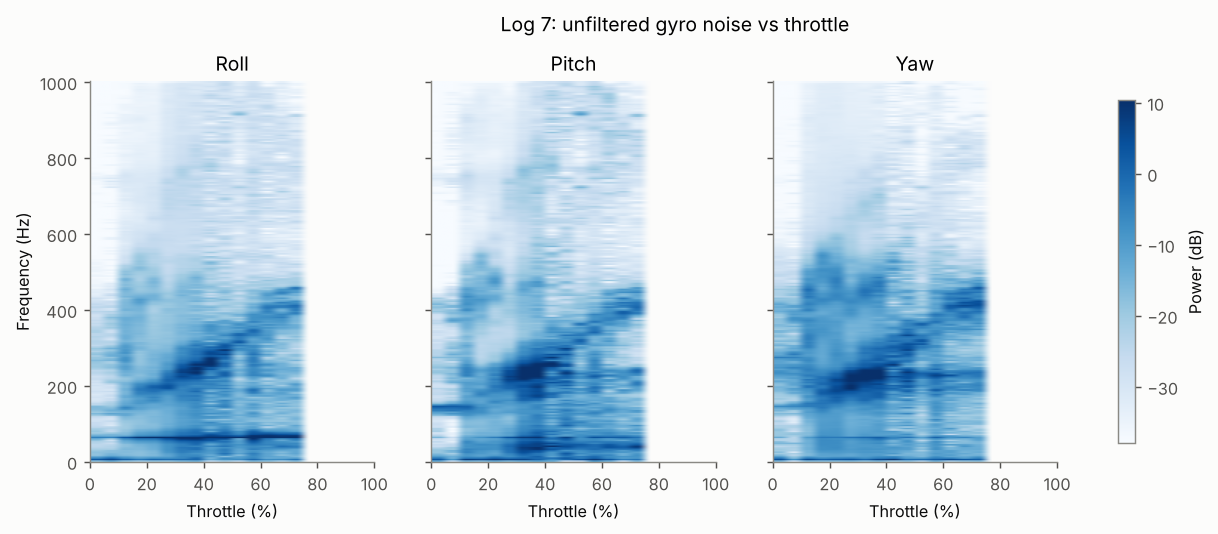 Log 7: unfiltered gyro noise vs throttle
Roll
Pitch
Yaw
1000
800
600
400
200
0
Frequency (Hz)
0 20 40 60 80 100
0 20 40 60 80 100
0 20 40 60 80 100
Throttle (%)
Throttle (%)
Throttle (%)
10
0
−10
−20
−30
Power (dB)